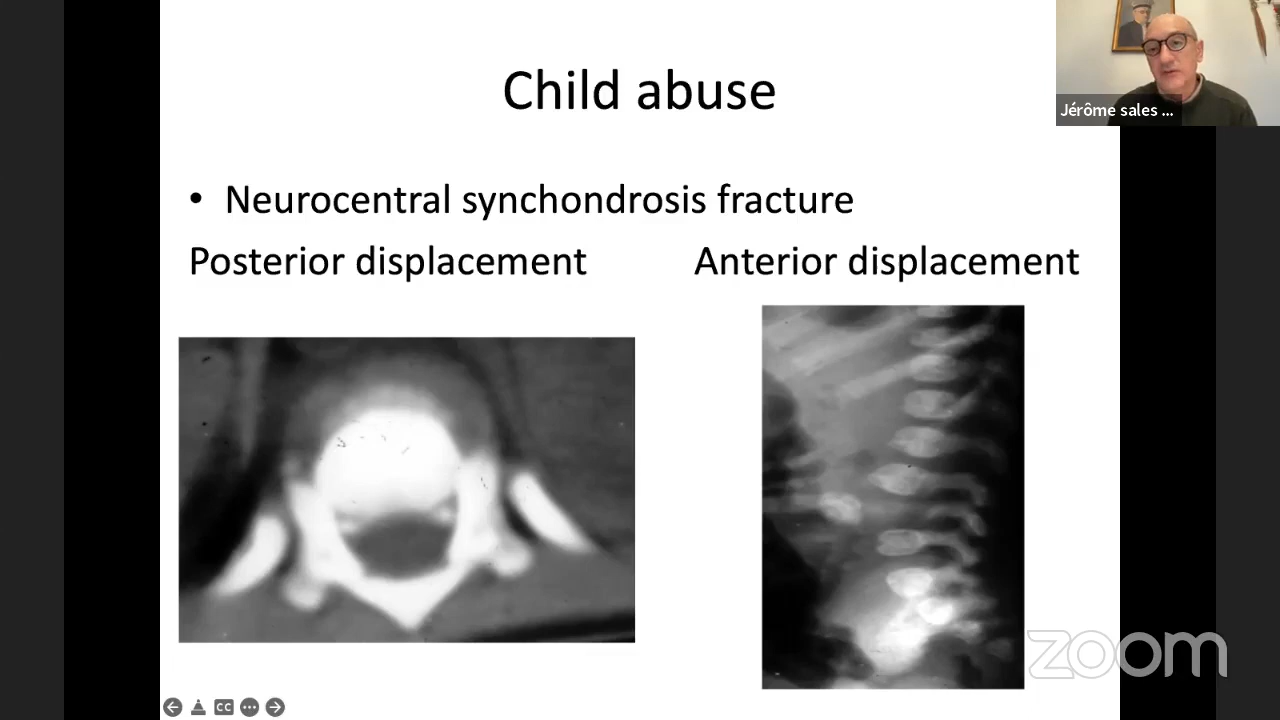 Child abuse
Jérôme sales ...
• Neurocentral synchondrosis fracture
Posterior displacement
Anterior displacement
zoom
CC